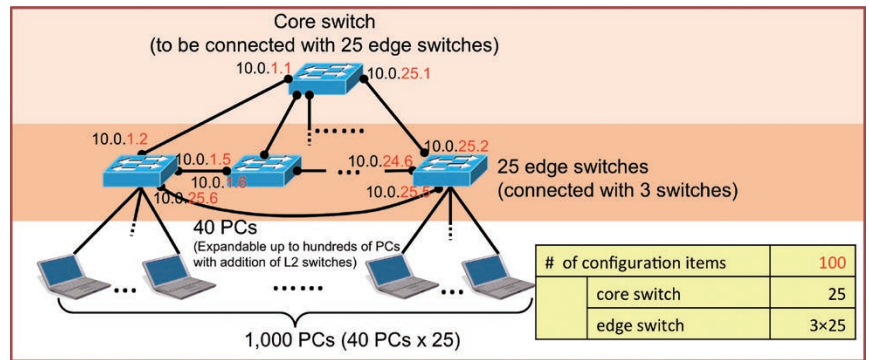 Core switch
(to be connected with 25 edge switches)
10.0.1.1
10.0.25.1
10.0.1.2
10.0.25.2
10.0.1.5
10.0.24.6
10.0.1.6
10.0.25.5
10.0.25.6
25 edge switches
(connected with 3 switches)
40 PCs
(Expandable up to hundreds of PCs
with addition of L2 switches)
1,000 PCs (40 PCs x 25)
# of configuration items 100
core switch 25
edge switch 3×25